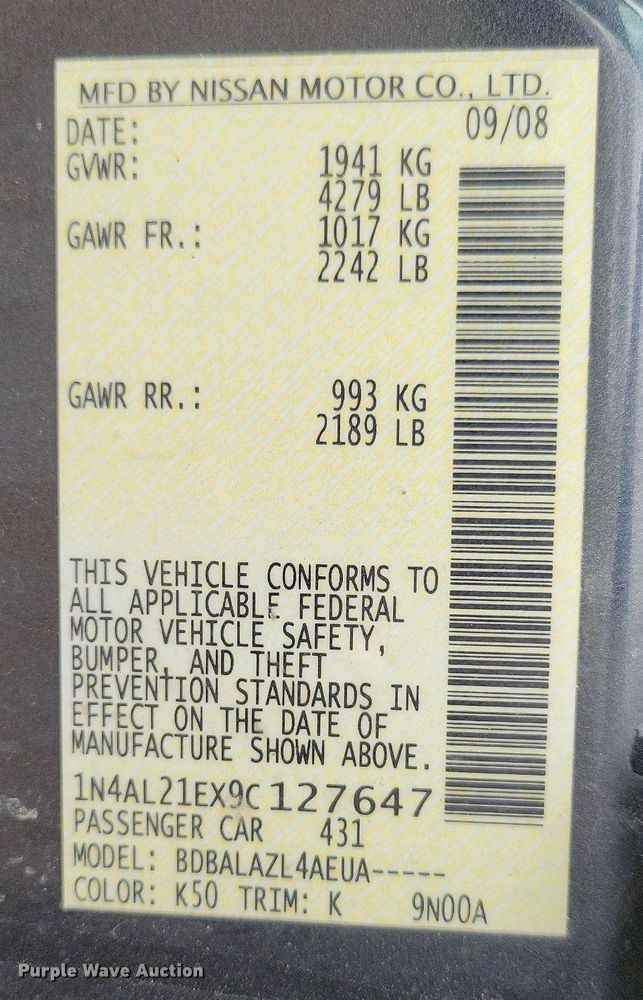 MFD BY NISSAN MOTOR CO., LTD.
DATE: 09/08
GVWR: 1941 KG
4279 LB
GAWR FR.: 1017 KG
2242 LB
GAWR RR.: 993 KG
2189 LB
THIS VEHICLE CONFORMS TO
ALL APPLICABLE FEDERAL
MOTOR VEHICLE SAFETY,
BUMPER, AND THEFT
PREVENTION STANDARDS IN
EFFECT ON THE DATE OF
MANUFACTURE SHOWN ABOVE.
1N4AL21EX9C127647
PASSENGER CAR 431
MODEL: BDBALAZL4AEUA-----
COLOR: K50 TRIM: K 9N00A
Purple Wave Auction